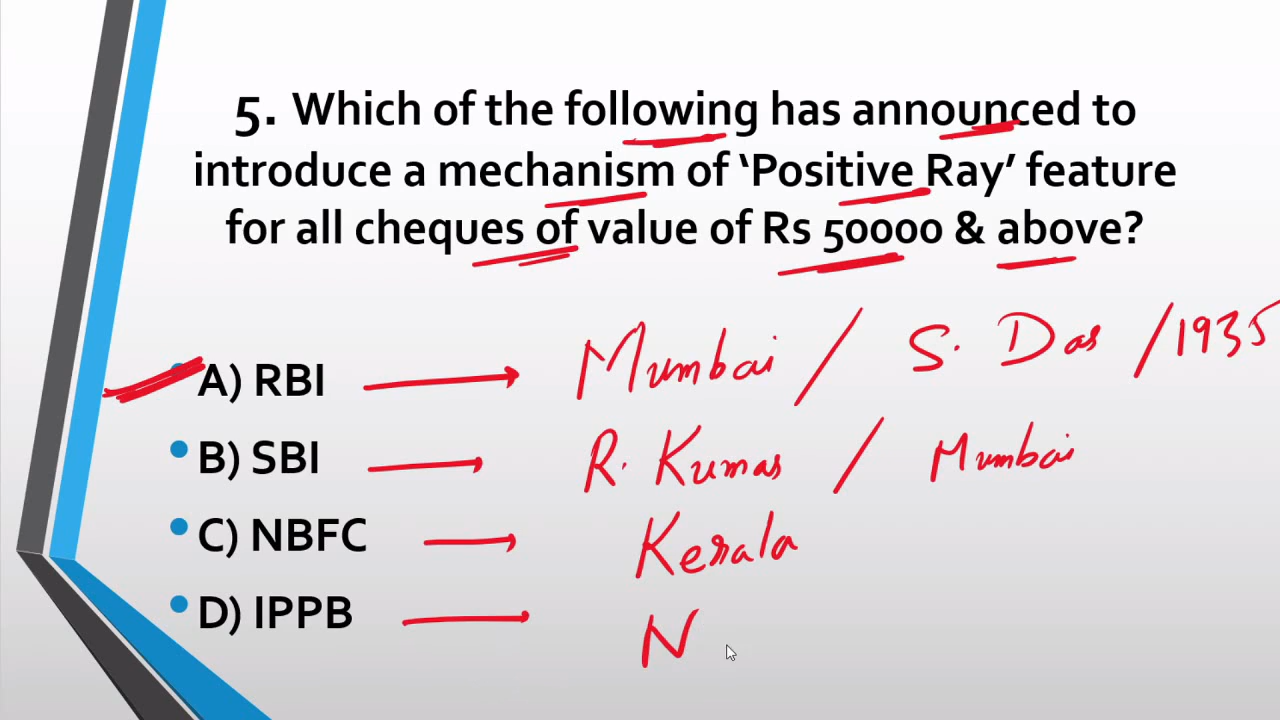 5. Which of the following has announced to
introduce a mechanism of ‘Positive Ray’ feature
for all cheques of value of Rs 50000 & above?
A) RBI → Mumbai / S. Das / 1935
B) SBI → R. Kumar / Mumbai
C) NBFC → Kerala
D) IPPB → N